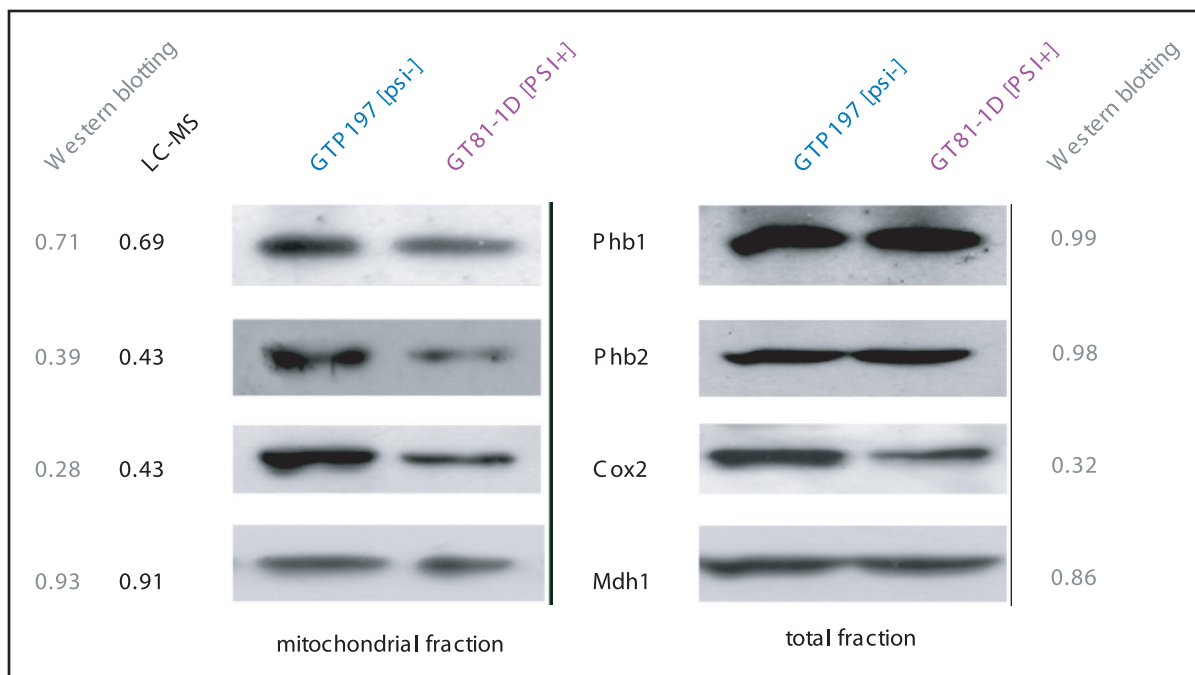 Western blotting
LC-MS
GTP197 [psi-]
GT81-1D [PSI+]
GTP197 [psi-]
GT81-1D [PSI+]
Western blotting
0.71 0.69 Phb1 0.99
0.39 0.43 Phb2 0.98
0.28 0.43 Cox2 0.32
0.93 0.91 Mdh1 0.86
mitochondrial fraction
total fraction